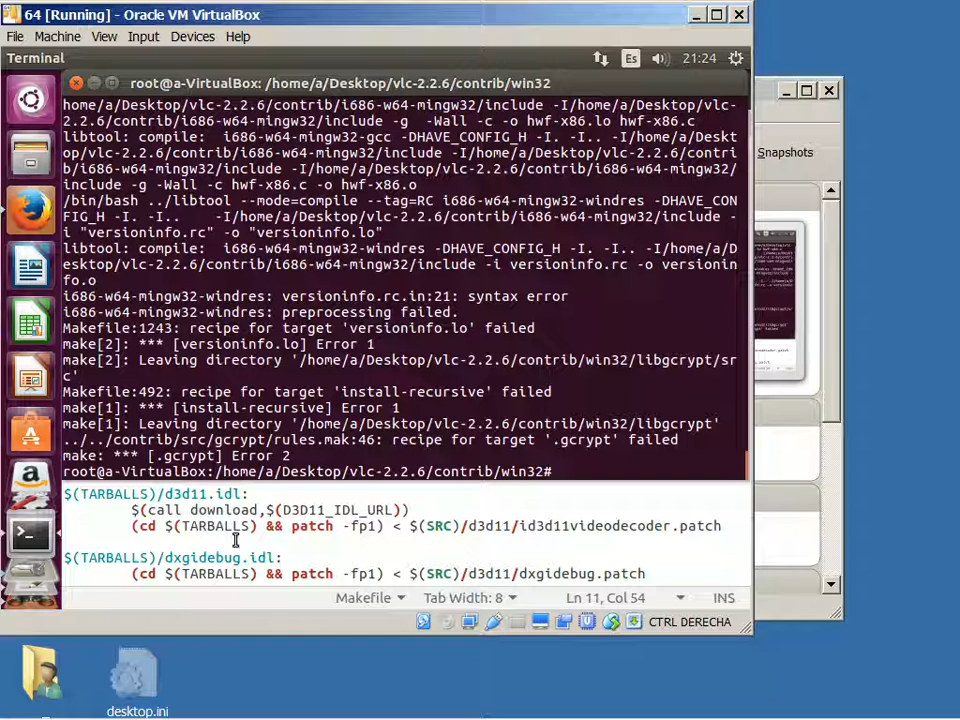 64 [Running] - Oracle VM VirtualBox
File Machine View Input Devices Help
Terminal
Es
21:24
root@a-VirtualBox: /home/a/Desktop/vlc-2.2.6/contrib/win32
home/a/Desktop/vlc-2.2.6/contrib/i686-w64-mingw32/include -I/home/a/Desktop/vlc-
2.2.6/contrib/i686-w64-mingw32/include -g  -Wall -c -o hwf-x86.lo hwf-x86.c
libtool: compile:  i686-w64-mingw32-gcc -DHAVE_CONFIG_H -I. -I.. -I/home/a/Deskt
op/vlc-2.2.6/contrib/i686-w64-mingw32/include -I/home/a/Desktop/vlc-2.2.6/contri
b/i686-w64-mingw32/include -I/home/a/Desktop/vlc-2.2.6/contrib/i686-w64-mingw32/
include -g -Wall -c hwf-x86.c -o hwf-x86.o
/bin/bash ../libtool --mode=compile --tag=RC i686-w64-mingw32-windres -DHAVE_CON
FIG_H -I. -I..    -I/home/a/Desktop/vlc-2.2.6/contrib/i686-w64-mingw32/include -
i "versioninfo.rc" -o "versioninfo.lo"
libtool: compile:  i686-w64-mingw32-windres -DHAVE_CONFIG_H -I. -I.. -I/home/a/D
esktop/vlc-2.2.6/contrib/i686-w64-mingw32/include -i versioninfo.rc -o versionin
fo.o
i686-w64-mingw32-windres: versioninfo.rc.in:21: syntax error
i686-w64-mingw32-windres: preprocessing failed.
Makefile:1243: recipe for target 'versioninfo.lo' failed
make[2]: *** [versioninfo.lo] Error 1
make[2]: Leaving directory '/home/a/Desktop/vlc-2.2.6/contrib/win32/libgcrypt/sr
c'
Makefile:492: recipe for target 'install-recursive' failed
make[1]: *** [install-recursive] Error 1
make[1]: Leaving directory '/home/a/Desktop/vlc-2.2.6/contrib/win32/libgcrypt'
../../contrib/src/gcrypt/rules.mak:46: recipe for target '.gcrypt' failed
make: *** [.gcrypt] Error 2
root@a-VirtualBox:/home/a/Desktop/vlc-2.2.6/contrib/win32#
$(TARBALLS)/d3d11.idl:
$(call download,$(D3D11_IDL_URL))
(cd $(TARBALLS) && patch -fp1) < $(SRC)/d3d11/id3d11videodecoder.patch
$(TARBALLS)/dxgidebug.idl:
(cd $(TARBALLS) && patch -fp1) < $(SRC)/d3d11/dxgidebug.patch
Makefile Tab Width: 8 Ln 11, Col 54 INS
CTRL DERECHA
Snapshots
desktop.ini